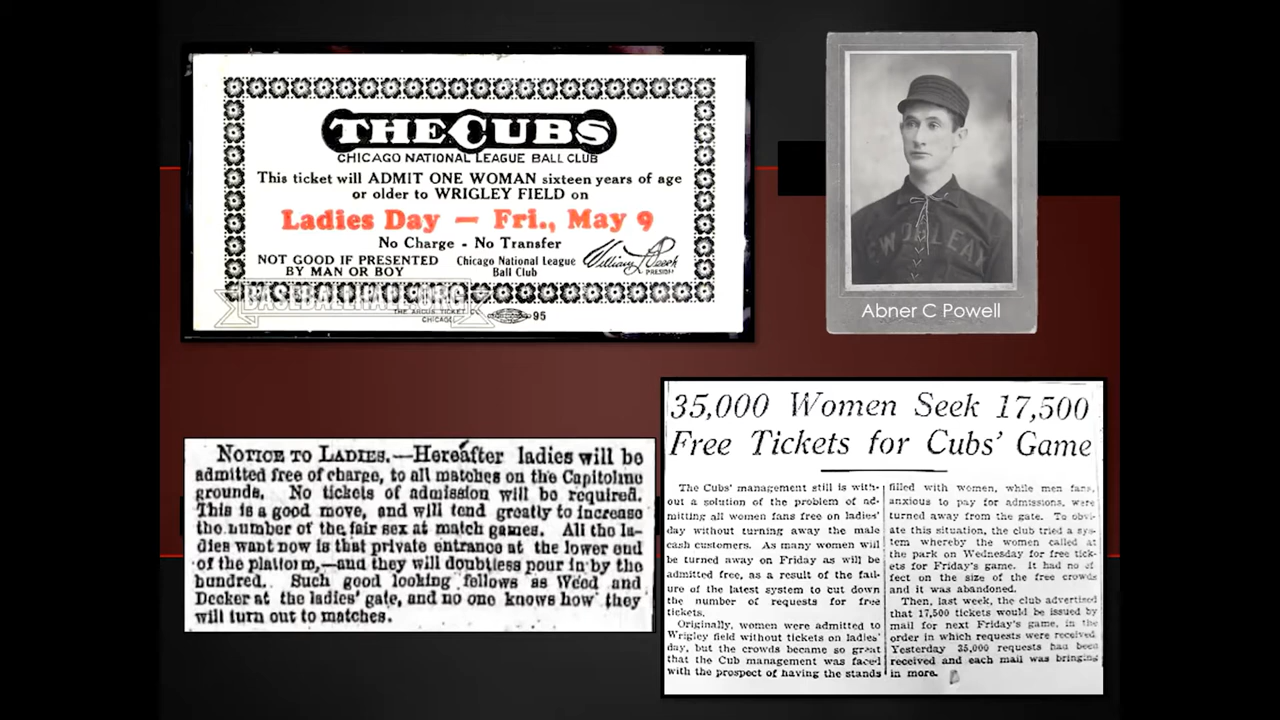 THE CUBS
CHICAGO NATIONAL LEAGUE BALL CLUB
This ticket will ADMIT ONE WOMAN sixteen years of age
or older to WRIGLEY FIELD on
Ladies Day — Fri., May 9
No Charge - No Transfer
NOT GOOD IF PRESENTED
BY MAN OR BOY
Chicago National League
Ball Club
PRESIDENT
BASEBALLHALL.ORG
THE ARCUS TICKET CO
CHICAGO
95
Abner C Powell
NOTICE TO LADIES.—Hereafter ladies will be
admitted free of charge, to all matches on the Capitoline
grounds. No tickets of admission will be required.
This is a good move, and will tend greatly to increase
the number of the fair sex at match games. All the la-
dies want now is that private entrance at the lower end
of the platform,—and they will doubtless pour in by the
hundred. Such good looking fellows as Weed and
Decker at the ladies' gate, and no one knows how they
will turn out to matches.
35,000 Women Seek 17,500
Free Tickets for Cubs' Game
The Cubs' management still is with-
out a solution of the problem of ad-
mitting all women fans free on ladies'
day without turning away the male
cash customers. As many women will
be turned away on Friday as will be
admitted free, as a result of the fail-
ure of the latest system to cut down
the number of requests for free
tickets.
Originally, women were admitted to
Wrigley field without tickets on ladies'
day, but the crowds became so great
that the Cub management was faced
with the prospect of having the stands
filled with women, while men fans,
anxious to pay for admissions, were
turned away from the gate. To obvi-
ate this situation, the club tried a sys-
tem whereby the women called at
the park on Wednesday for free tick-
ets for Friday's game. It had no ef-
fect on the size of the free crowds
and it was abandoned.
Then, last week, the club advertised
that 17,500 tickets would be issued by
mail for next Friday's game, in the
order in which requests were received.
Yesterday 35,000 requests had been
received and each mail was bringing
in more.